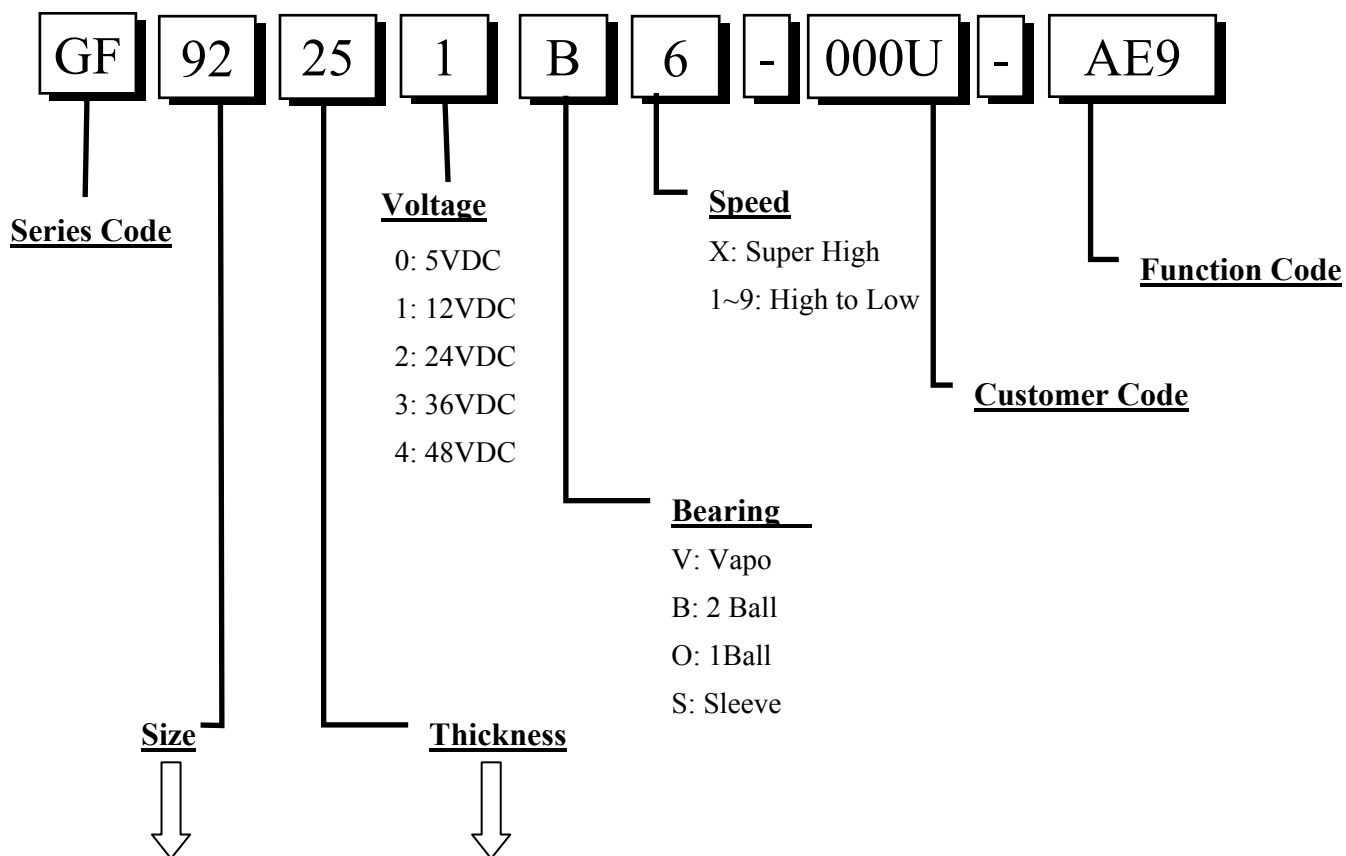 GF 92 25 1 B 6 - 000U - AE9
Series Code
Voltage
0: 5VDC
1: 12VDC
2: 24VDC
3: 36VDC
4: 48VDC
Speed
X: Super High
1~9: High to Low
Function Code
Customer Code
Bearing
V: Vapo
B: 2 Ball
O: 1Ball
S: Sleeve
Size
Thickness